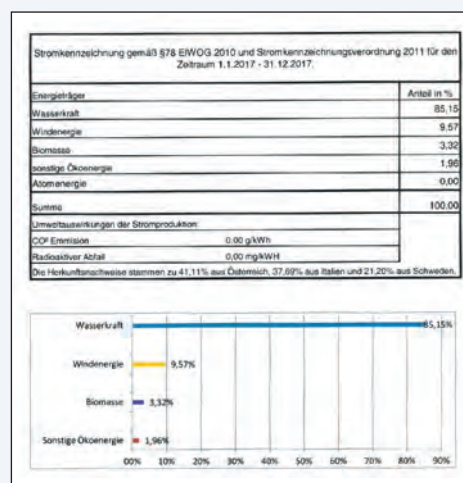 Stromkennzeichnung gemäß §78 ElWOG 2010 und Stromkennzeichnungsverordnung 2011 für den
Zeitraum 1.1.2017 - 31.12.2017.
Energieträger Anteil in %
Wasserkraft 85,15
Windenergie 9,57
Biomasse 3,32
sonstige Ökoenergie 1,96
Atomenergie 0,00
Summe 100,00
Umweltauswirkungen der Stromproduktion
CO² Emmision 0,00 g/kWh
Radioaktiver Abfall 0,00 mg/kWH
Die Herkunftsnachweise stammen zu 41,11% aus Österreich, 37,69% aus Italien und 21,20% aus Schweden.
Wasserkraft 85,15%
Windenergie 9,57%
Biomasse 3,32%
Sonstige Ökoenergie 1,96%
00% 10% 20% 30% 40% 50% 60% 70% 80% 90%